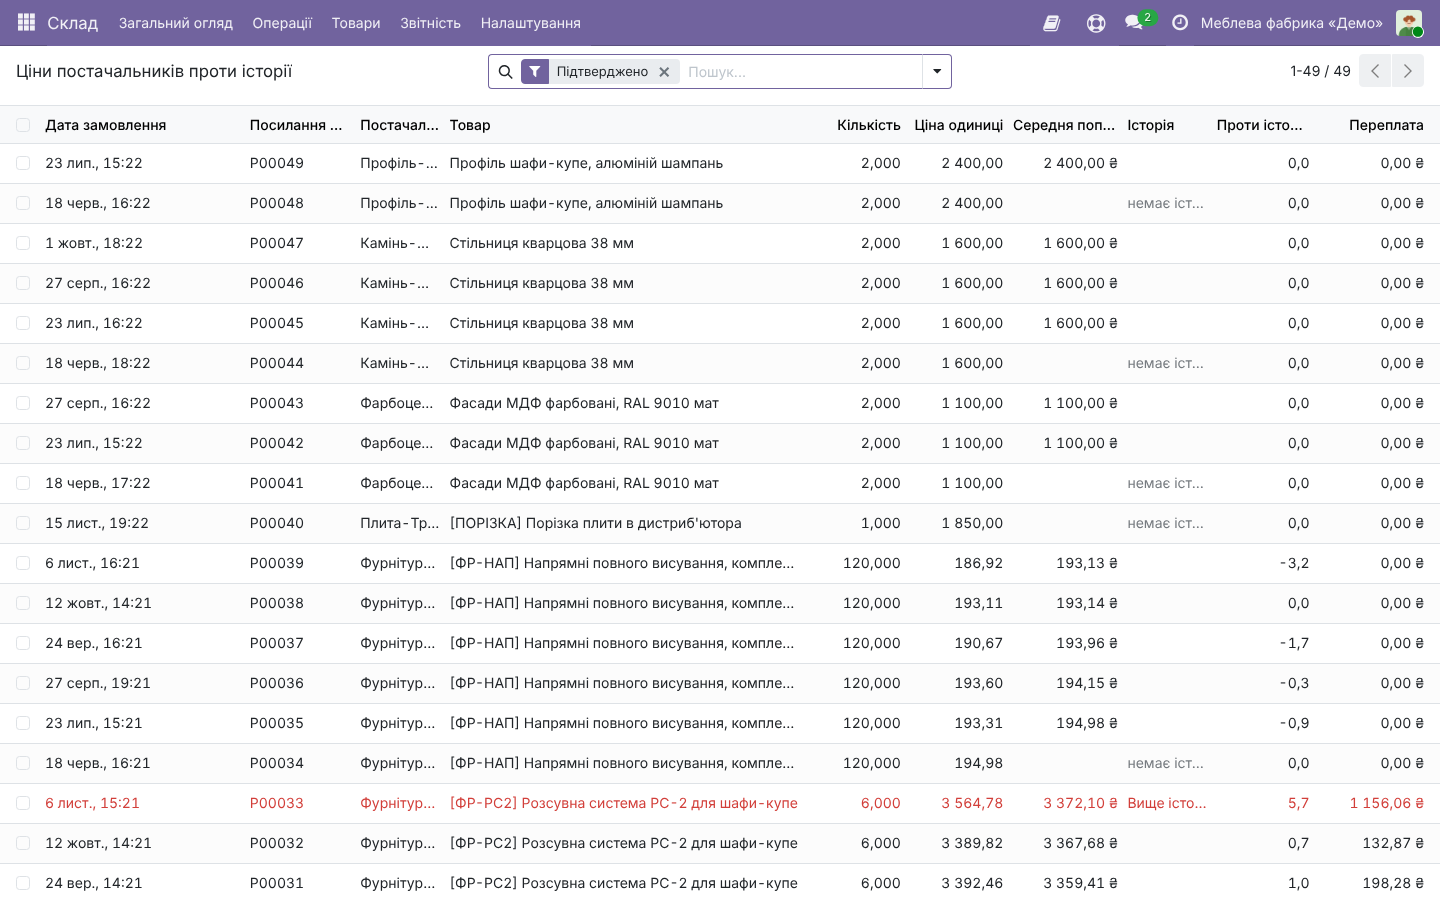 Склад Загальний огляд Операції Товари Звітність Налаштування 2 Меблева фабрика «Демо»
Ціни постачальників проти історії Підтверджено Пошук... 1-49 / 49
Дата замовлення Посилання ... Постачал... Товар Кількість Ціна одиниці Середня поп... Історія Проти істо... Переплата
23 лип., 15:22 P00049 Профіль-... Профіль шафи-купе, алюміній шампань 2,000 2 400,00 2 400,00 ₴ 0,0 0,00 ₴
18 черв., 16:22 P00048 Профіль-... Профіль шафи-купе, алюміній шампань 2,000 2 400,00 немає іст... 0,0 0,00 ₴
1 жовт., 18:22 P00047 Камінь-... Стільниця кварцова 38 мм 2,000 1 600,00 1 600,00 ₴ 0,0 0,00 ₴
27 серп., 16:22 P00046 Камінь-... Стільниця кварцова 38 мм 2,000 1 600,00 1 600,00 ₴ 0,0 0,00 ₴
23 лип., 16:22 P00045 Камінь-... Стільниця кварцова 38 мм 2,000 1 600,00 1 600,00 ₴ 0,0 0,00 ₴
18 черв., 18:22 P00044 Камінь-... Стільниця кварцова 38 мм 2,000 1 600,00 немає іст... 0,0 0,00 ₴
27 серп., 16:22 P00043 Фарбоце... Фасади МДФ фарбовані, RAL 9010 мат 2,000 1 100,00 1 100,00 ₴ 0,0 0,00 ₴
23 лип., 15:22 P00042 Фарбоце... Фасади МДФ фарбовані, RAL 9010 мат 2,000 1 100,00 1 100,00 ₴ 0,0 0,00 ₴
18 черв., 17:22 P00041 Фарбоце... Фасади МДФ фарбовані, RAL 9010 мат 2,000 1 100,00 немає іст... 0,0 0,00 ₴
15 лист., 19:22 P00040 Плита-Тр... [ПОРІЗКА] Порізка плити в дистриб'ютора 1,000 1 850,00 немає іст... 0,0 0,00 ₴
6 лист., 16:21 P00039 Фурнітур... [ФР-НАП] Напрямні повного висування, компле... 120,000 186,92 193,13 ₴ -3,2 0,00 ₴
12 жовт., 14:21 P00038 Фурнітур... [ФР-НАП] Напрямні повного висування, компле... 120,000 193,11 193,14 ₴ 0,0 0,00 ₴
24 вер., 16:21 P00037 Фурнітур... [ФР-НАП] Напрямні повного висування, компле... 120,000 190,67 193,96 ₴ -1,7 0,00 ₴
27 серп., 19:21 P00036 Фурнітур... [ФР-НАП] Напрямні повного висування, компле... 120,000 193,60 194,15 ₴ -0,3 0,00 ₴
23 лип., 15:21 P00035 Фурнітур... [ФР-НАП] Напрямні повного висування, компле... 120,000 193,31 194,98 ₴ -0,9 0,00 ₴
18 черв., 16:21 P00034 Фурнітур... [ФР-НАП] Напрямні повного висування, компле... 120,000 194,98 немає іст... 0,0 0,00 ₴
6 лист., 15:21 P00033 Фурнітур... [ФР-РС2] Розсувна система РС-2 для шафи-купе 6,000 3 564,78 3 372,10 ₴ Вище істо... 5,7 1 156,06 ₴
12 жовт., 14:21 P00032 Фурнітур... [ФР-РС2] Розсувна система РС-2 для шафи-купе 6,000 3 389,82 3 367,68 ₴ 0,7 132,87 ₴
24 вер., 14:21 P00031 Фурнітур... [ФР-РС2] Розсувна система РС-2 для шафи-купе 6,000 3 392,46 3 359,41 ₴ 1,0 198,28 ₴